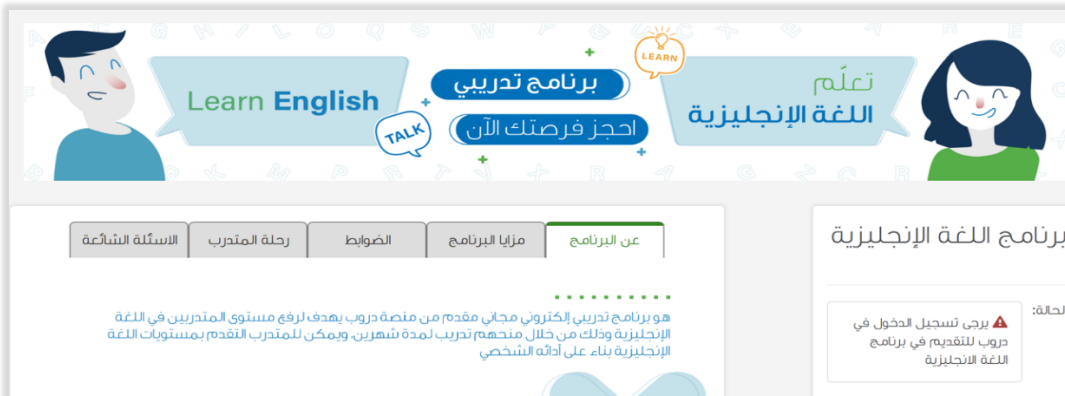 تعلّم
اللغة الإنجليزية
LEARN
برنامج تدريبي
احجز فرصتك الآن
TALK
Learn English
برنامج اللغة الإنجليزية
الحالة:
يرجى تسجيل الدخول في
دروب للتقديم في برنامج
اللغة الانجليزية
عن البرنامج
مزايا البرنامج
الضوابط
رحلة المتدرب
الاسئلة الشائعة
هو برنامج تدريبي إلكتروني مجاني مقدم من منصة دروب يهدف لرفع مستوى المتدربين في اللغة
الإنجليزية وذلك من خلال منحهم تدريب لمدة شهرين، ويمكن للمتدرب التقدم بمستويات اللغة
الإنجليزية بناء على أدائه الشخصي